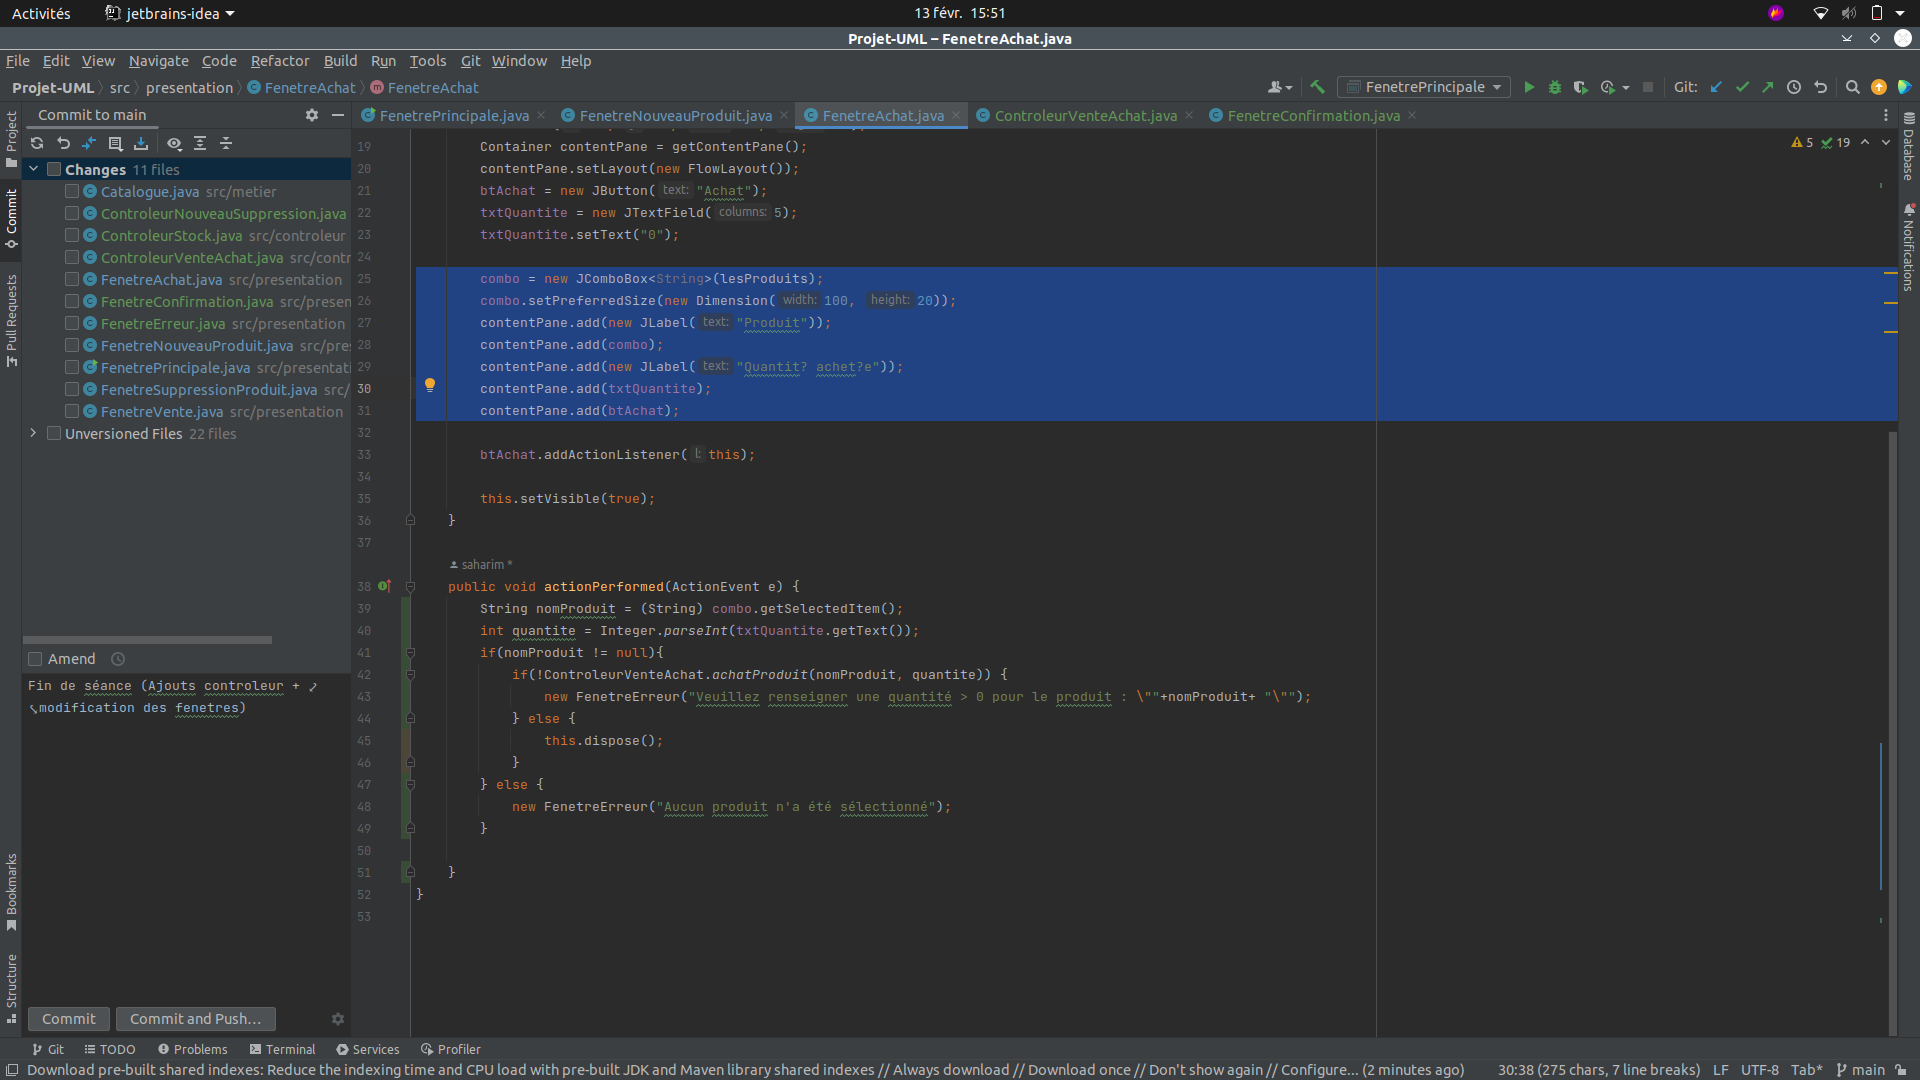 Activités
jetbrains-idea
13 févr. 15:51
Projet-UML – FenetreAchat.java
File Edit View Navigate Code Refactor Build Run Tools Git Window Help
Projet-UML src presentation FenetreAchat FenetreAchat
FenetrePrincipale
Git:
Project
Commit
Pull Requests
Bookmarks
Structure
Commit to main
Changes 11 files
Catalogue.java src/metier
ControleurNouveauSuppression.java
ControleurStock.java src/controleur
ControleurVenteAchat.java src/contr
FenetreAchat.java src/presentation
FenetreConfirmation.java src/presen
FenetreErreur.java src/presentation
FenetreNouveauProduit.java src/pre
FenetrePrincipale.java src/presentati
FenetreSuppressionProduit.java src/
FenetreVente.java src/presentation
Unversioned Files 22 files
Amend
Fin de séance (Ajouts controleur +
modification des fenetres)
Commit
Commit and Push...
FenetrePrincipale.java FenetreNouveauProduit.java FenetreAchat.java ControleurVenteAchat.java FenetreConfirmation.java
5 19
19 Container contentPane = getContentPane();
20 contentPane.setLayout(new FlowLayout());
21 btAchat = new JButton( text: "Achat");
22 txtQuantite = new JTextField( columns: 5);
23 txtQuantite.setText("0");
24
25 combo = new JComboBox<String>(lesProduits);
26 combo.setPreferredSize(new Dimension( width: 100, height: 20));
27 contentPane.add(new JLabel( text: "Produit"));
28 contentPane.add(combo);
29 contentPane.add(new JLabel( text: "Quantit? achet?e"));
30 contentPane.add(txtQuantite);
31 contentPane.add(btAchat);
32
33 btAchat.addActionListener( l: this);
34
35 this.setVisible(true);
36 }
37
saharim *
38 public void actionPerformed(ActionEvent e) {
39 String nomProduit = (String) combo.getSelectedItem();
40 int quantite = Integer.parseInt(txtQuantite.getText());
41 if(nomProduit != null){
42 if(!ControleurVenteAchat.achatProduit(nomProduit, quantite)) {
43 new FenetreErreur("Veuillez renseigner une quantité > 0 pour le produit : \""+nomProduit+ "\"");
44 } else {
45 this.dispose();
46 }
47 } else {
48 new FenetreErreur("Aucun produit n'a été sélectionné");
49 }
50
51 }
52 }
53
Database
Notifications
Git TODO Problems Terminal Services Profiler
Download pre-built shared indexes: Reduce the indexing time and CPU load with pre-built JDK and Maven library shared indexes // Always download // Download once // Don't show again // Configure... (2 minutes ago)
30:38 (275 chars, 7 line breaks) LF UTF-8 Tab* main